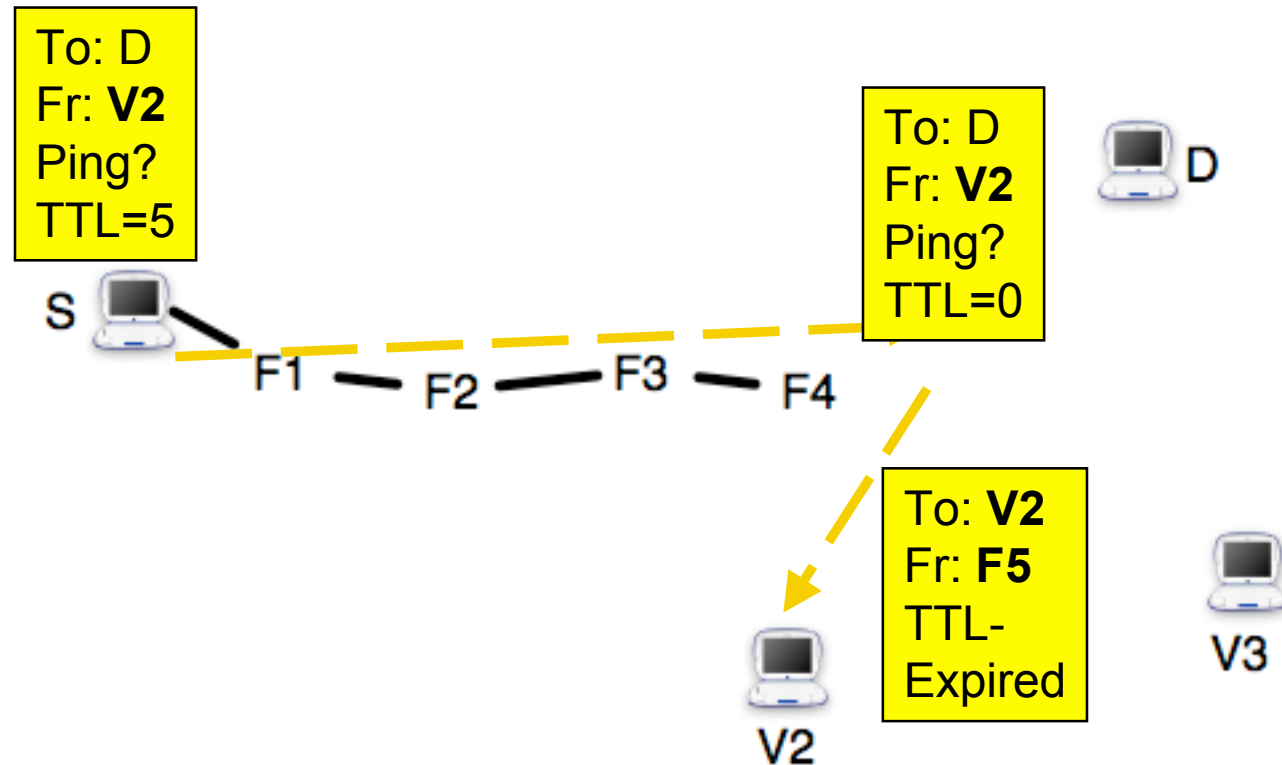 To: D
Fr: V2
Ping?
TTL=5
To: D
Fr: V2
Ping?
TTL=0
D
S
F1
F2
F3
F4
To: V2
Fr: F5
TTL-
Expired
V3
V2